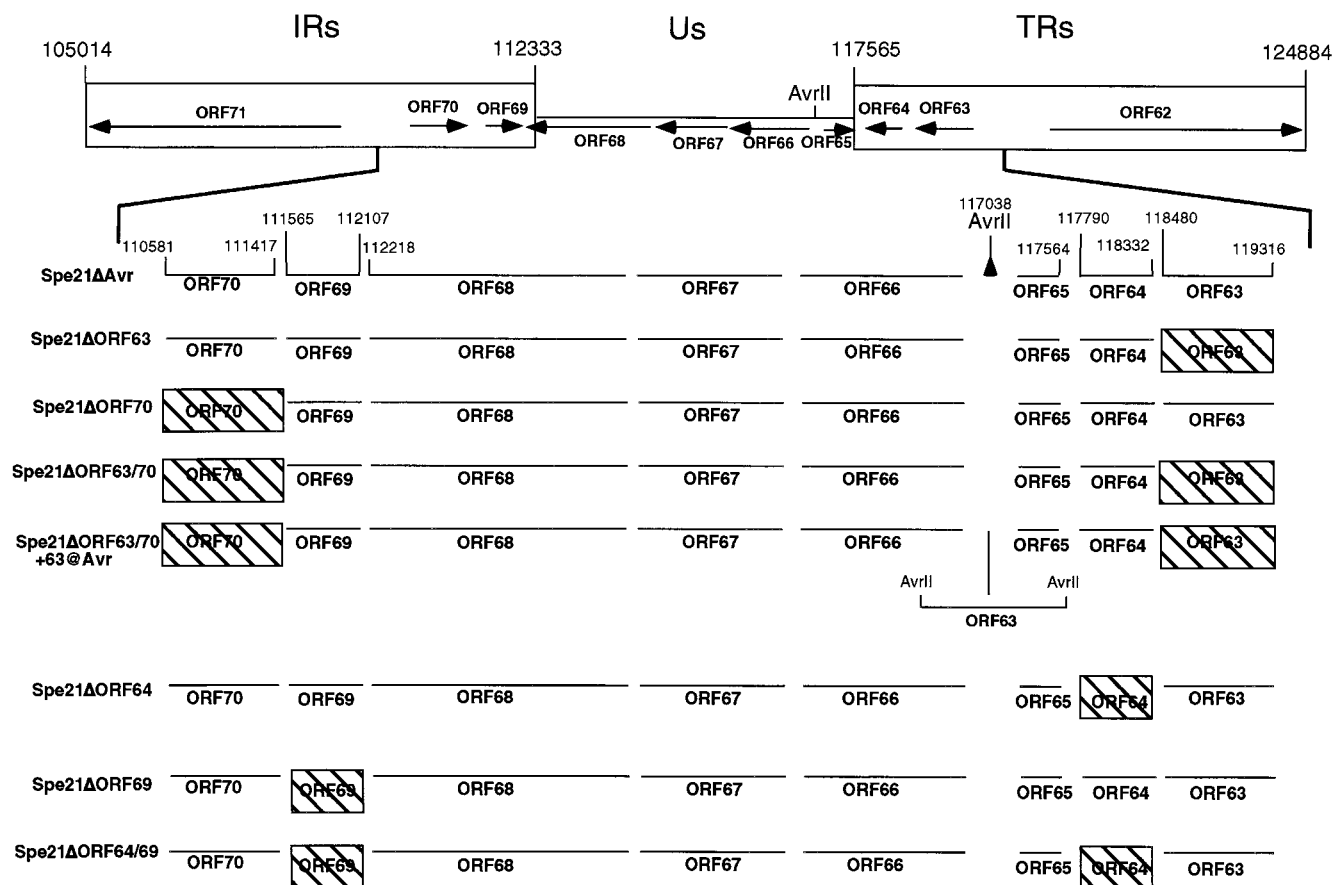 IRs Us TRs
105014 112333 117565 124884
AvrII
ORF71 ORF70 ORF69 ORF68 ORF67 ORF66 ORF65 ORF64 ORF63 ORF62
111565 112107 117038 117790 118480
AvrII
110581 111417 112218 117564 118332 119316
Spe21ΔAvr ORF70 ORF69 ORF68 ORF67 ORF66 ORF65 ORF64 ORF63
Spe21ΔORF63 ORF70 ORF69 ORF68 ORF67 ORF66 ORF65 ORF64 ORF63
Spe21ΔORF70 ORF70 ORF69 ORF68 ORF67 ORF66 ORF65 ORF64 ORF63
Spe21ΔORF63/70 ORF70 ORF69 ORF68 ORF67 ORF66 ORF65 ORF64 ORF63
Spe21ΔORF63/70 ORF70 ORF69 ORF68 ORF67 ORF66 ORF65 ORF64 ORF63
+63@Avr
AvrII AvrII
ORF63
Spe21ΔORF64 ORF70 ORF69 ORF68 ORF67 ORF66 ORF65 ORF64 ORF63
Spe21ΔORF69 ORF70 ORF69 ORF68 ORF67 ORF66 ORF65 ORF64 ORF63
Spe21ΔORF64/69 ORF70 ORF69 ORF68 ORF67 ORF66 ORF65 ORF64 ORF63